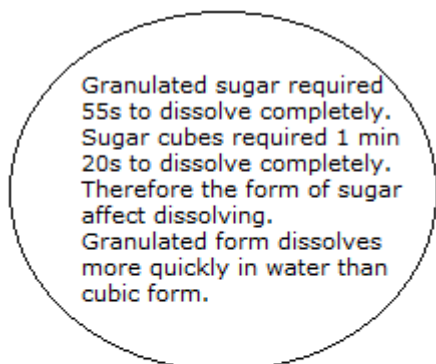 Granulated sugar required
55s to dissolve completely.
Sugar cubes required 1 min
20s to dissolve completely.
Therefore the form of sugar
affect dissolving.
Granulated form dissolves
more quickly in water than
cubic form.